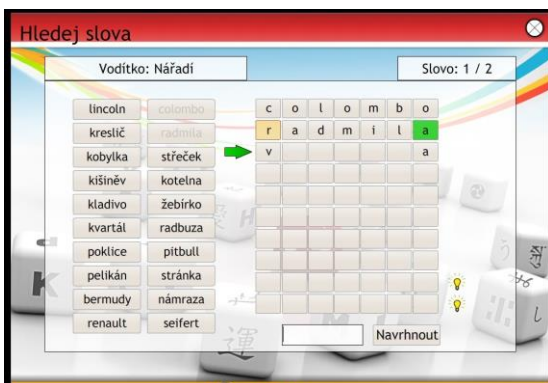 Hledej slova
Vodítko: Nářadí
Slovo: 1 / 2
lincoln colombo c o l o m b o
kreslič radmila r a d m i l a
kobylka střeček v a
kišiněv kotelna
kladivo žebírko
kvartál radbuza
poklice pitbull
pelikán stránka
bermudy námraza
renault seifert
Navrhnout